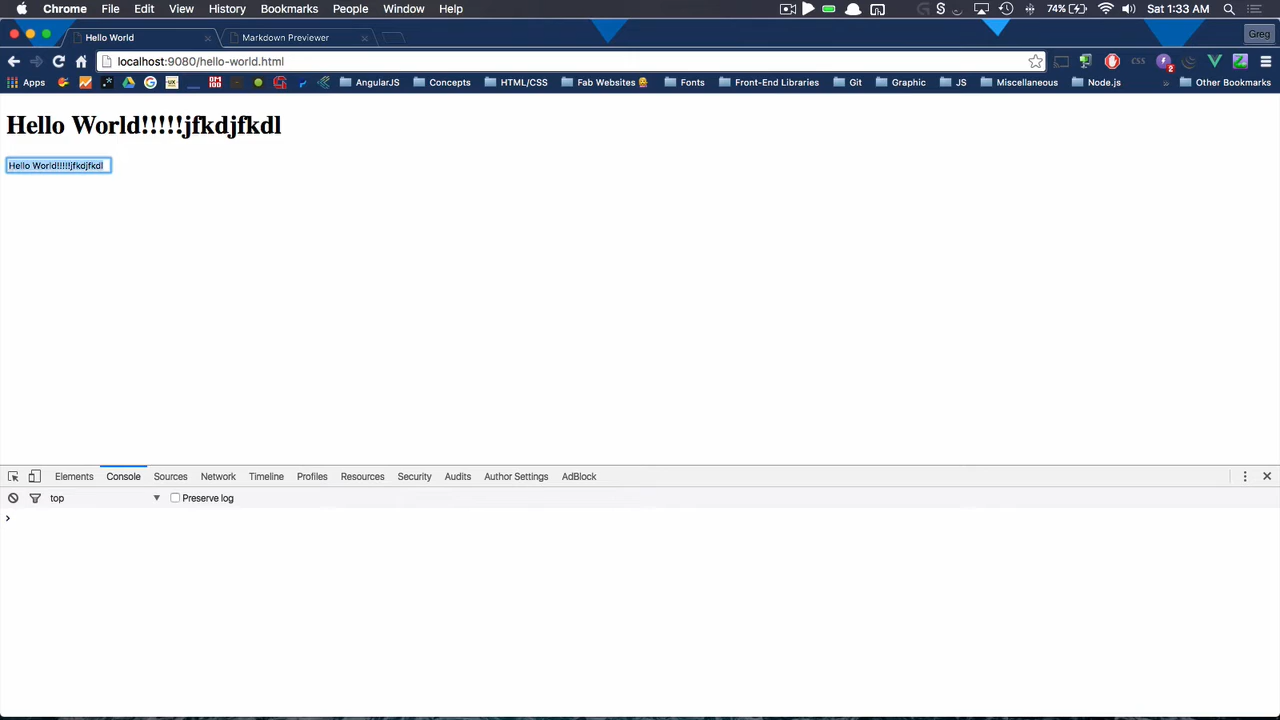 Chrome File Edit View History Bookmarks People Window Help 74% Sat 1:33 AM
Hello World Markdown Previewer Greg
localhost:9080/hello-world.html
Apps AngularJS Concepts HTML/CSS Fab Websites Fonts Front-End Libraries Git Graphic JS Miscellaneous Node.js » Other Bookmarks
Hello World!!!!!jfkdjfkdl
Hello World!!!!!jfkdjfkdl
Elements Console Sources Network Timeline Profiles Resources Security Audits Author Settings AdBlock
top Preserve log